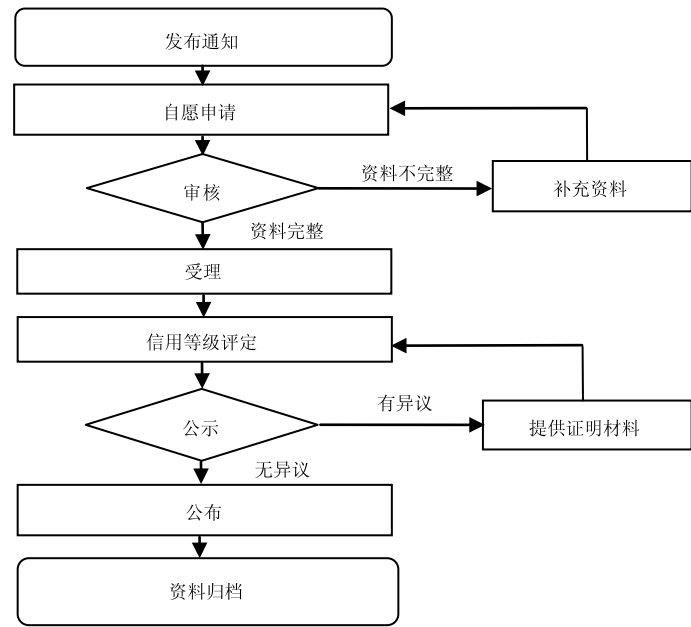 发布通知
自愿申请
资料不完整
审核
补充资料
资料完整
受理
信用等级评定
有异议
公示
提供证明材料
无异议
公布
资料归档